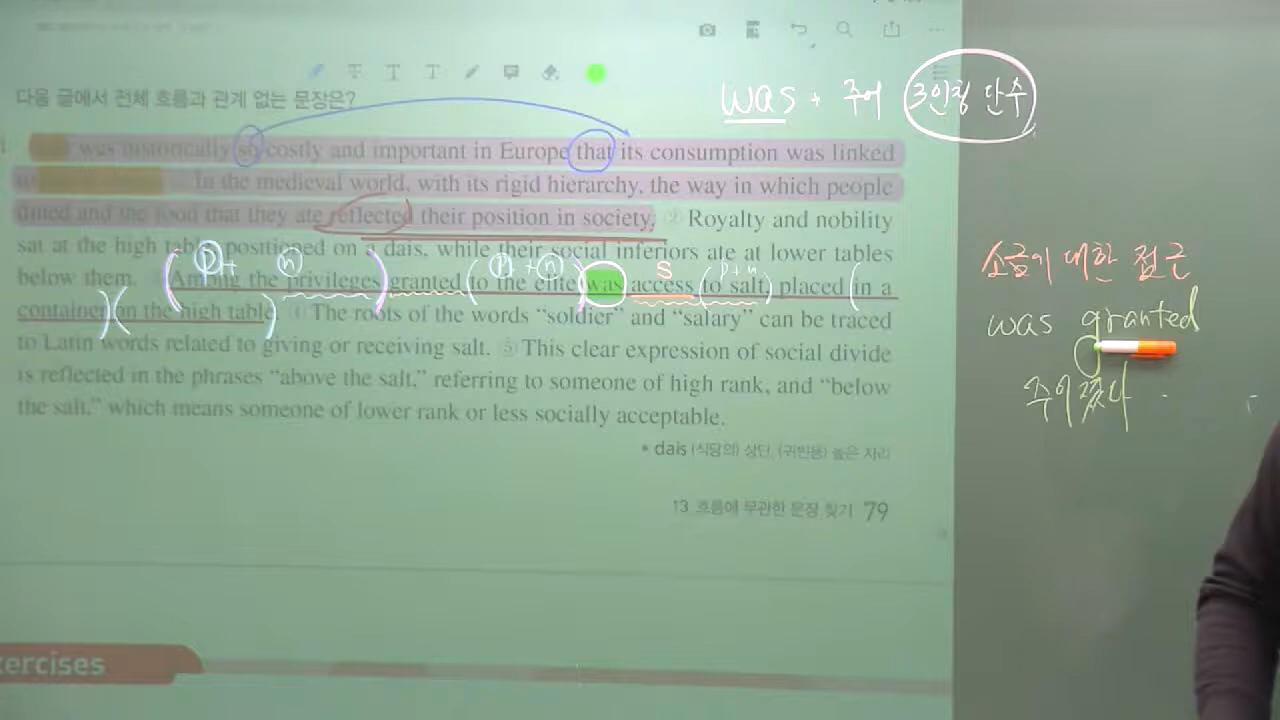 다음 글에서 전체 흐름과 관계 없는 문장은?
was + 주어 3인칭 단수
was historically so costly and important in Europe that its consumption was linked
In the medieval world, with its rigid hierarchy, the way in which people
dined and the food that they ate reflected their position in society. ② Royalty and nobility
sat at the high table positioned on a dais, while their social inferiors ate at lower tables
p+ n p + n S p+n
below them. ③ Among the privileges granted to the elite was access to salt, placed in a
container on the high table. ④ The roots of the words “soldier” and “salary” can be traced
to Latin words related to giving or receiving salt. ⑤ This clear expression of social divide
is reflected in the phrases “above the salt,” referring to someone of high rank, and “below
the salt,” which means someone of lower rank or less socially acceptable.
* dais (식당의) 상단, (귀빈용) 높은 자리
13 흐름에 무관한 문장 찾기 79
소금에 대한 접근
was granted
주어졌다
ercises